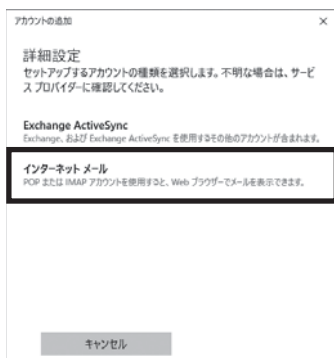 アカウントの追加
詳細設定
セットアップするアカウントの種類を選択します。不明な場合は、サービ
ス プロバイダーに確認してください。
Exchange ActiveSync
Exchange、および Exchange ActiveSync を使用するその他のアカウントが含まれます。
インターネット メール
POP または IMAP アカウントを使用すると、Web ブラウザーでメールを表示できます。
キャンセル